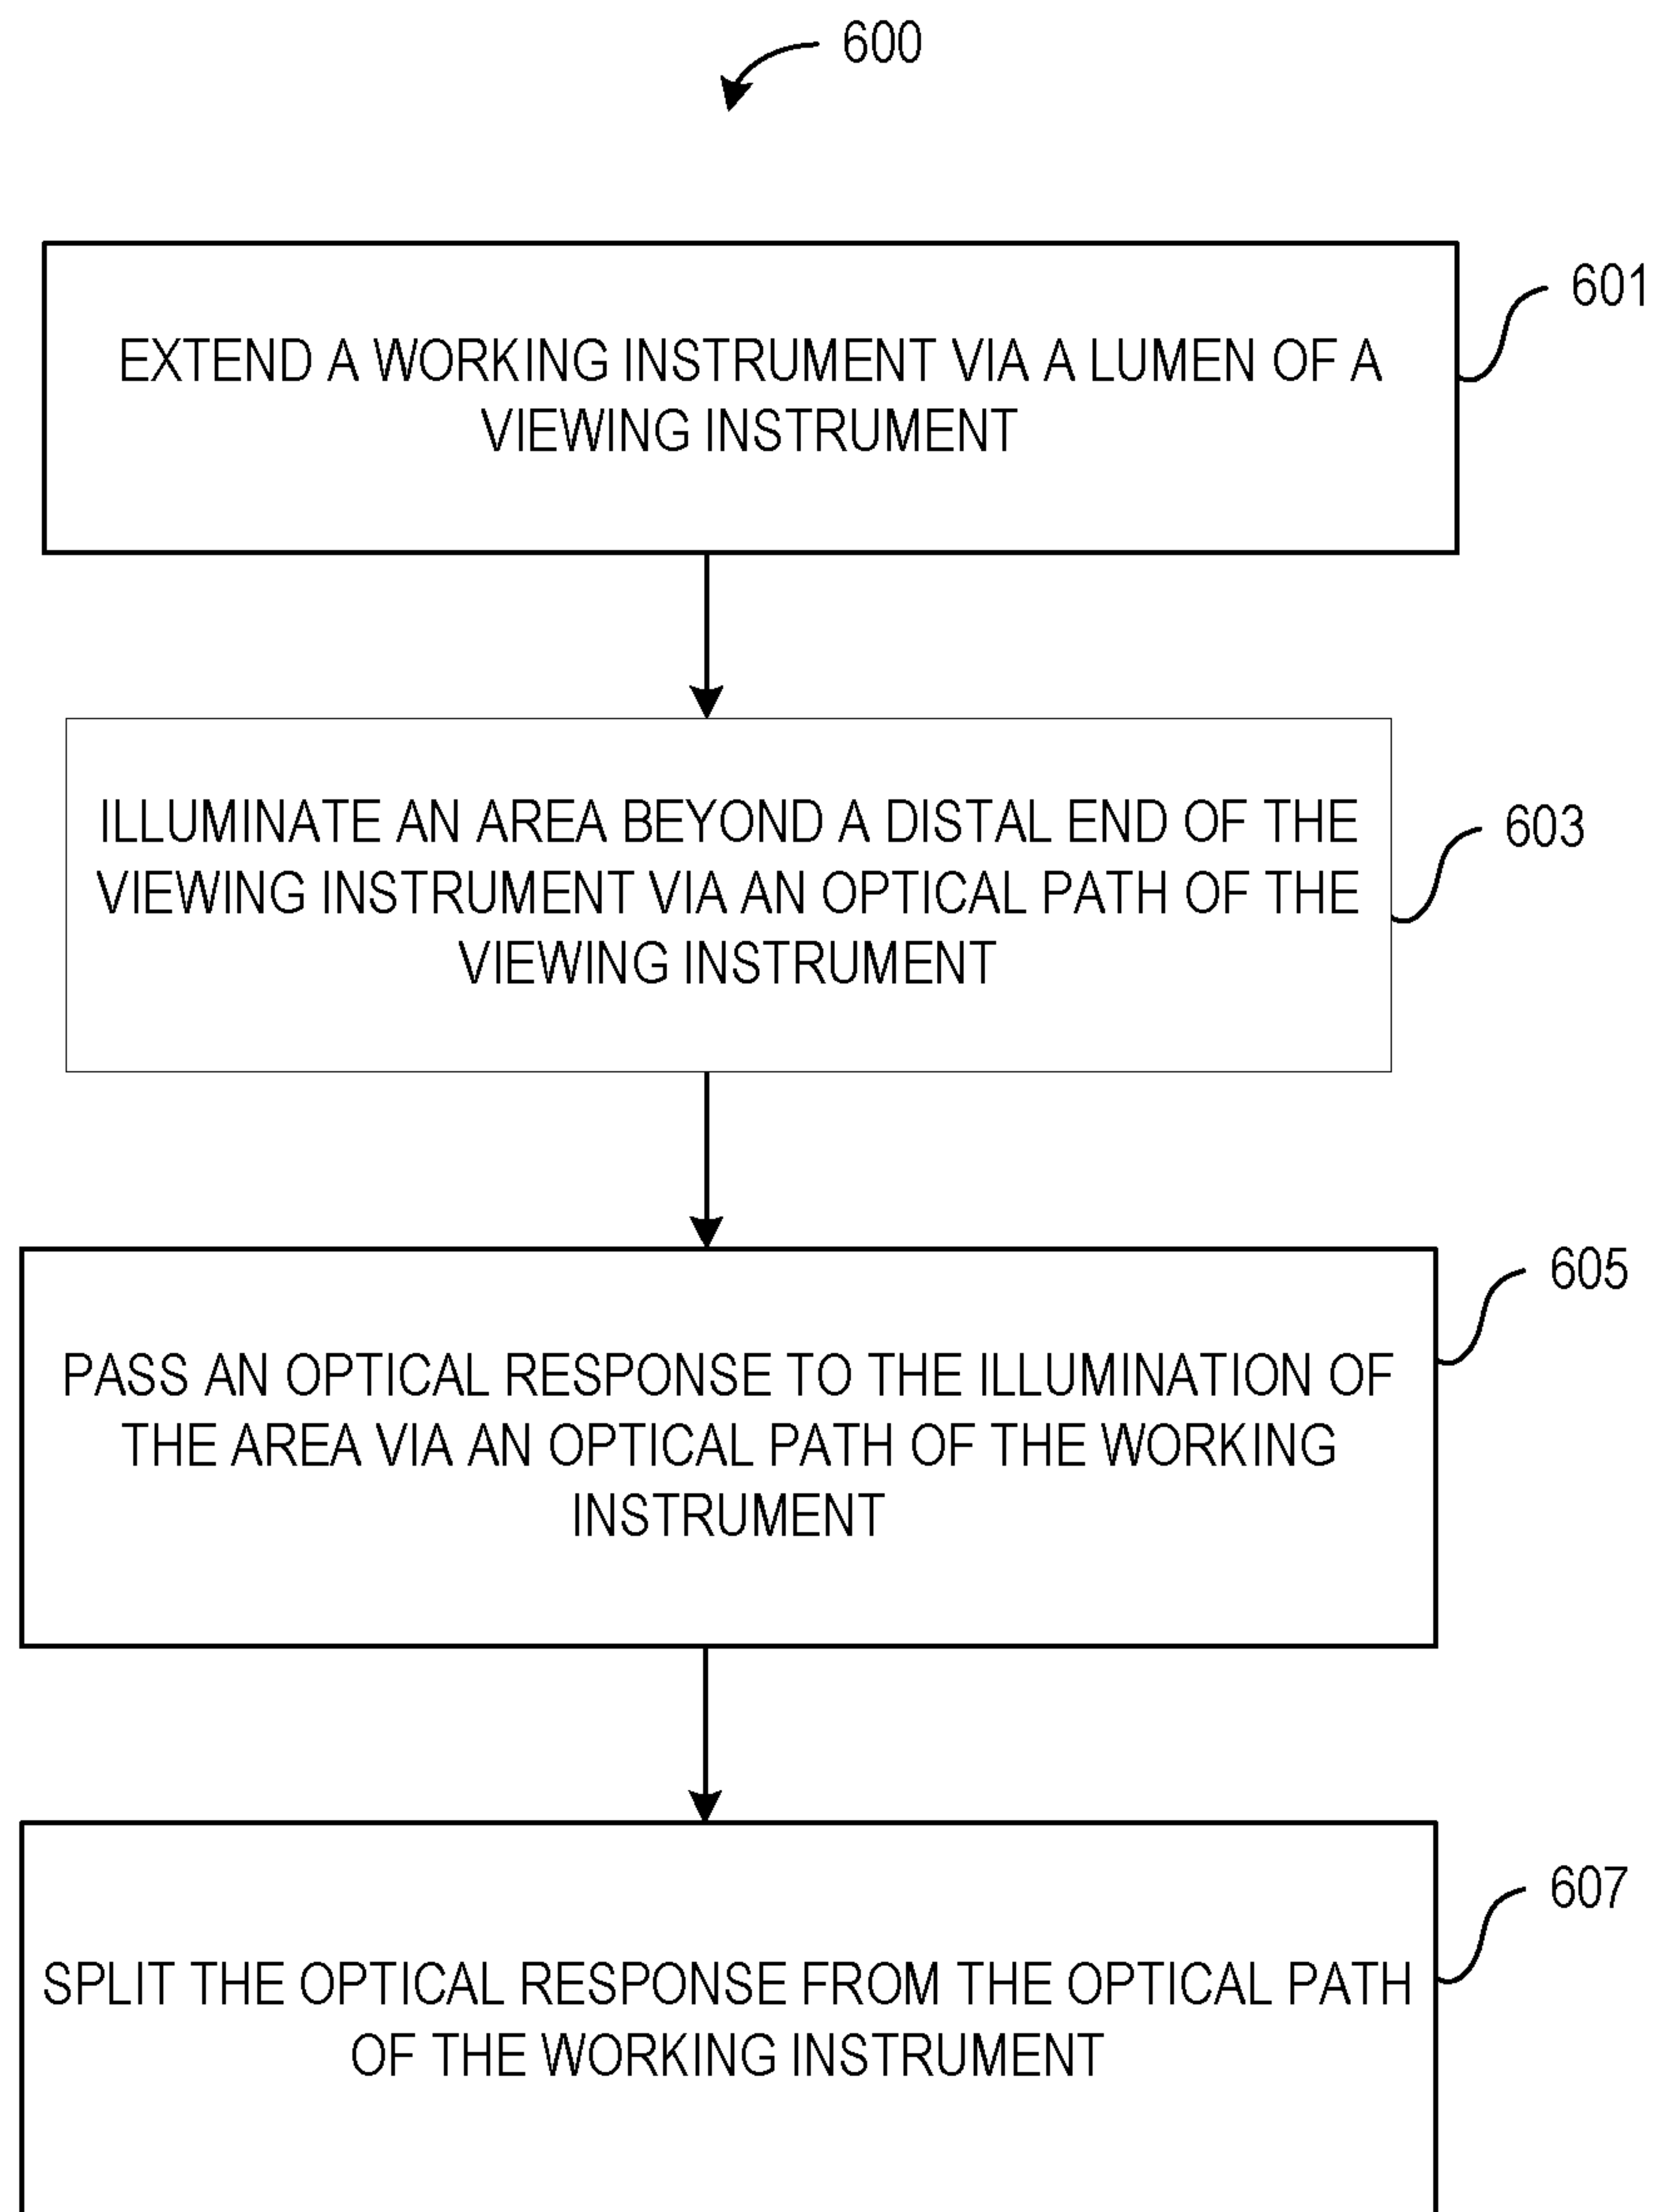 600
EXTEND A WORKING INSTRUMENT VIA A LUMEN OF A
VIEWING INSTRUMENT
601
ILLUMINATE AN AREA BEYOND A DISTAL END OF THE
VIEWING INSTRUMENT VIA AN OPTICAL PATH OF THE
VIEWING INSTRUMENT
603
PASS AN OPTICAL RESPONSE TO THE ILLUMINATION OF
THE AREA VIA AN OPTICAL PATH OF THE WORKING
INSTRUMENT
605
SPLIT THE OPTICAL RESPONSE FROM THE OPTICAL PATH
OF THE WORKING INSTRUMENT
607